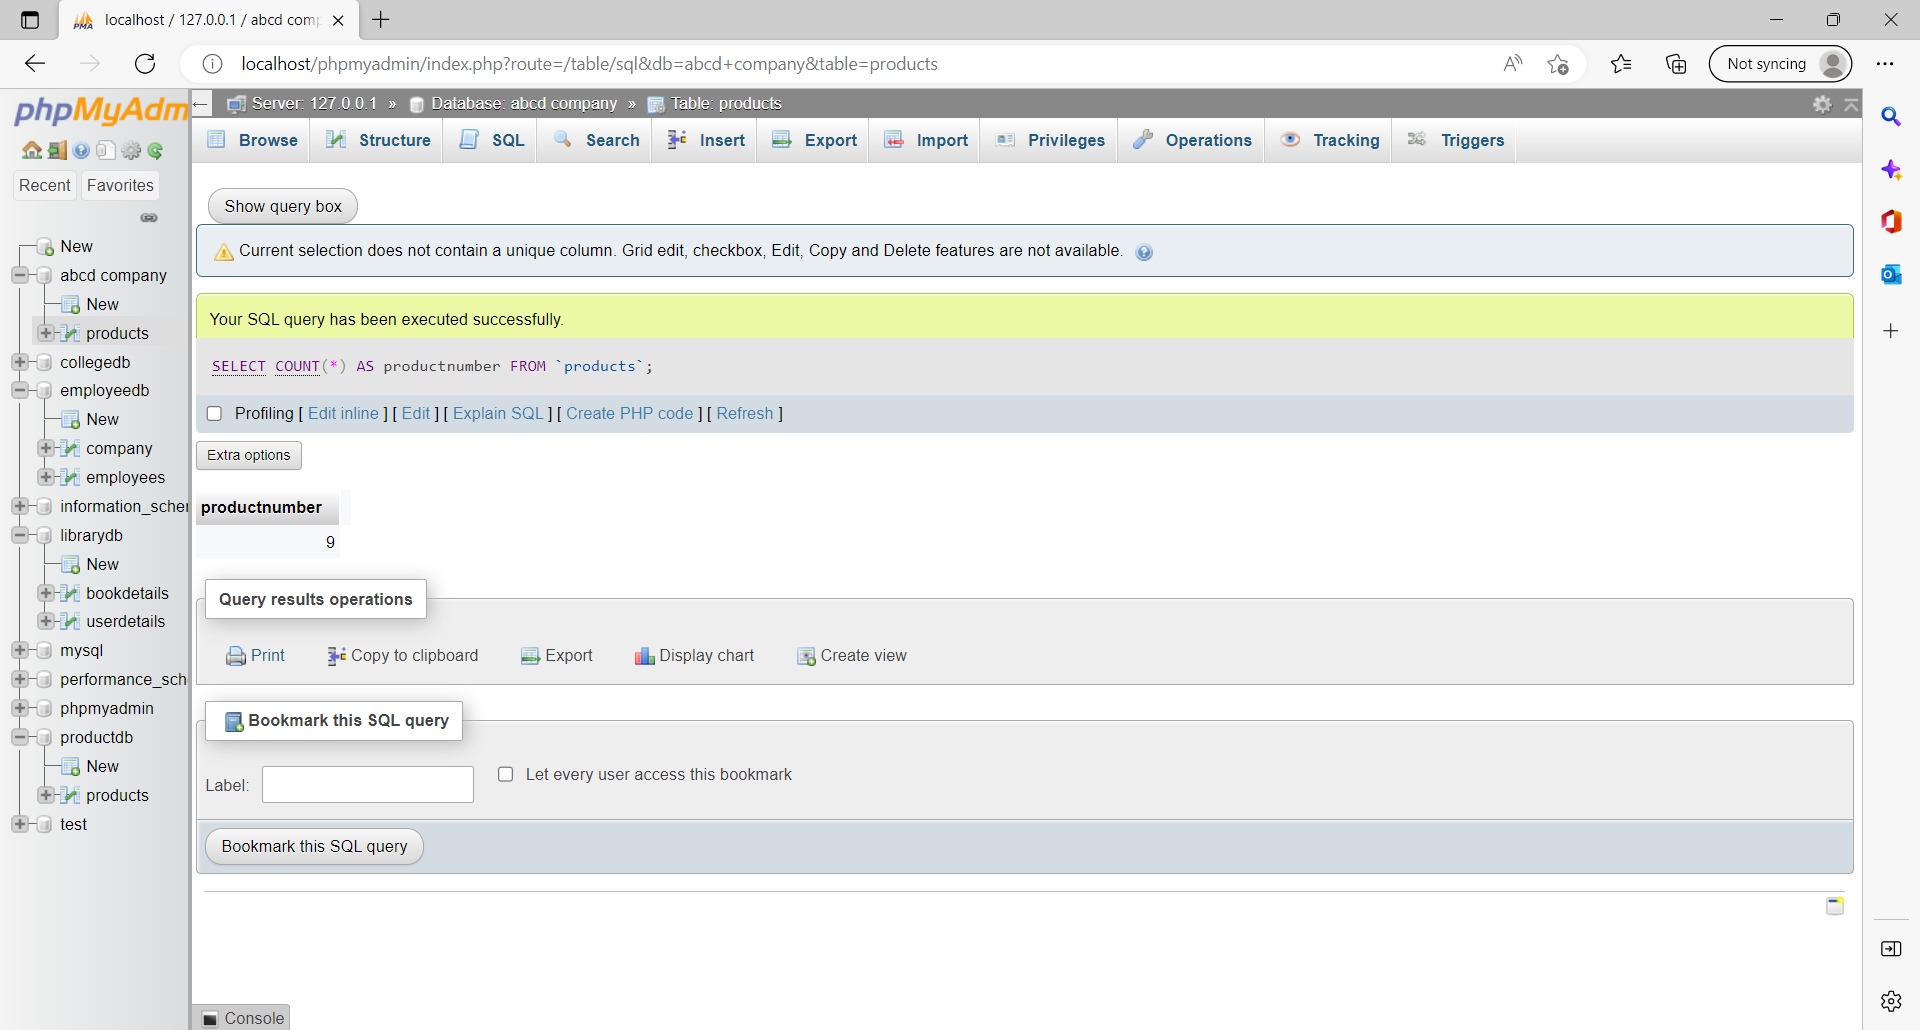 localhost / 127.0.0.1 / abcd comp
localhost/phpmyadmin/index.php?route=/table/sql&db=abcd+company&table=products
Not syncing
phpMyAdm
Recent
Favorites
New
abcd company
New
products
collegedb
employeedb
New
company
employees
information_scher
librarydb
New
bookdetails
userdetails
mysql
performance_sch
phpmyadmin
productdb
New
products
test
Server: 127.0.0.1 » Database: abcd company » Table: products
Browse Structure SQL Search Insert Export Import Privileges Operations Tracking Triggers
Show query box
Current selection does not contain a unique column. Grid edit, checkbox, Edit, Copy and Delete features are not available.
Your SQL query has been executed successfully.
SELECT COUNT(*) AS productnumber FROM `products`;
Profiling [ Edit inline ] [ Edit ] [ Explain SQL ] [ Create PHP code ] [ Refresh ]
Extra options
productnumber
9
Query results operations
Print Copy to clipboard Export Display chart Create view
Bookmark this SQL query
Label:
Let every user access this bookmark
Bookmark this SQL query
Console